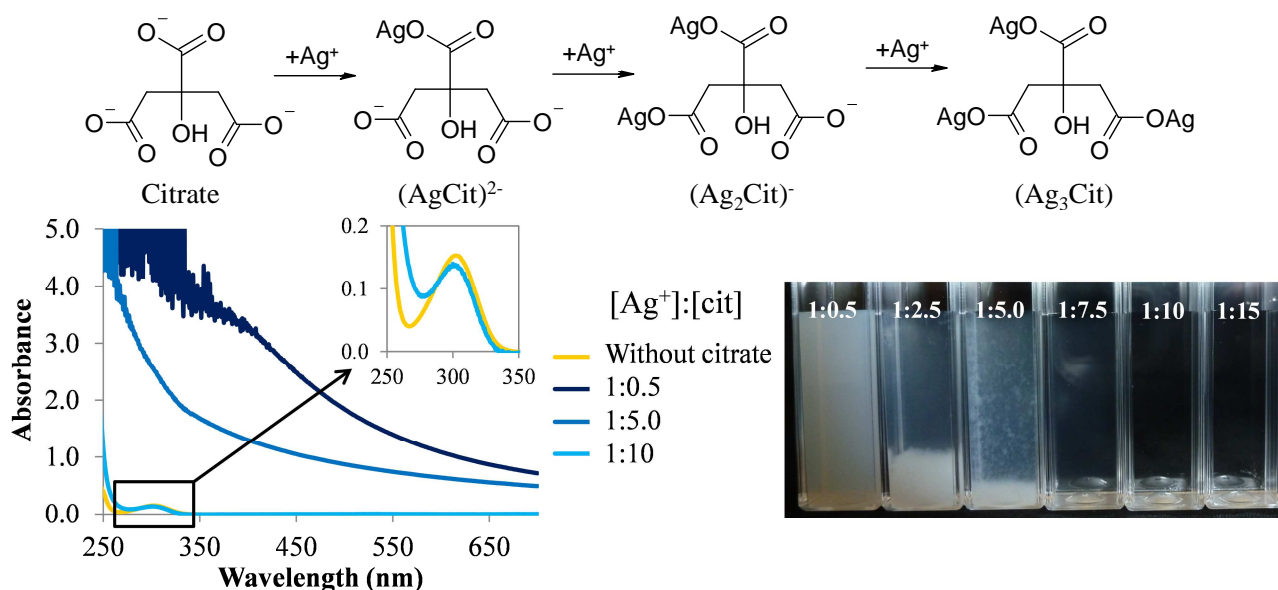 O⁻ O AgO O AgO O AgO O
+Ag⁺ +Ag⁺ +Ag⁺
O⁻ OH O⁻ O⁻ OH O⁻ AgO OH O⁻ AgO OH OAg
O O O O O O O O
Citrate (AgCit)²⁻ (Ag₂Cit)⁻ (Ag₃Cit)
Absorbance
5.0
4.0
3.0
2.0
1.0
0.0
250 350 450 550 650
Wavelength (nm)
0.2
0.1
0.0
250 300 350
[Ag⁺]:[cit]
Without citrate
1:0.5
1:5.0
1:10
1:0.5 1:2.5 1:5.0 1:7.5 1:10 1:15